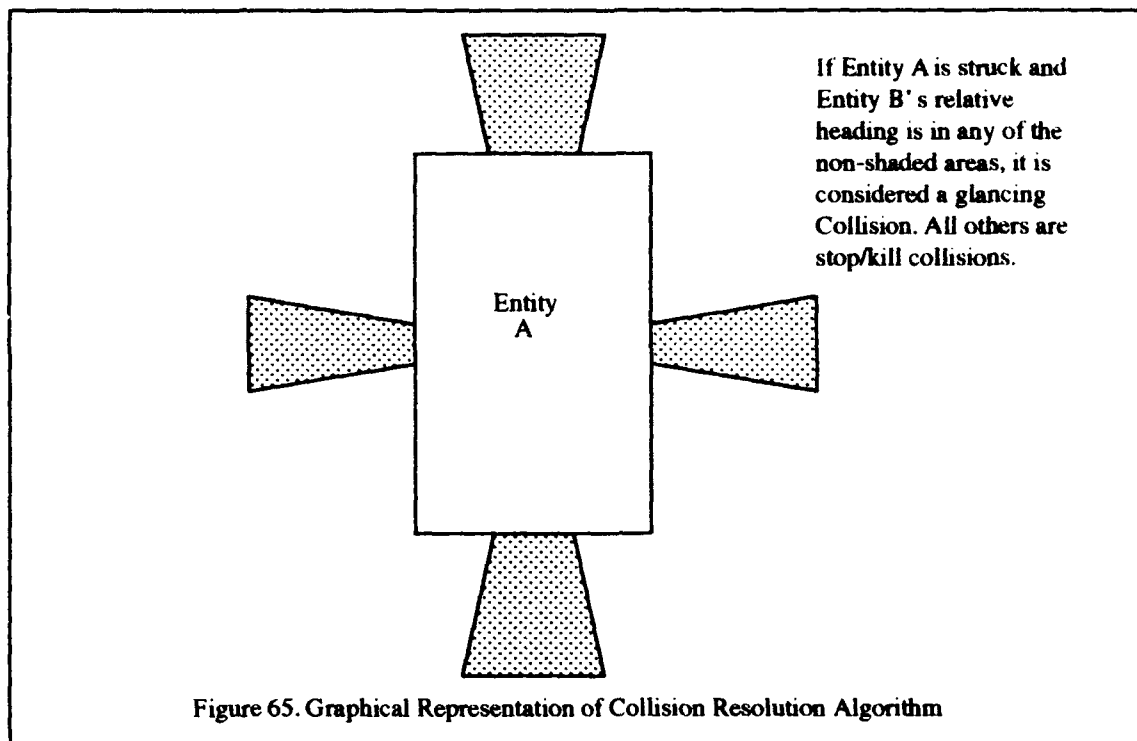 If Entity A is struck and
Entity B's relative
heading is in any of the
non-shaded areas, it is
considered a glancing
Collision. All others are
stop/kill collisions.
Entity
A
Figure 65. Graphical Representation of Collision Resolution Algorithm